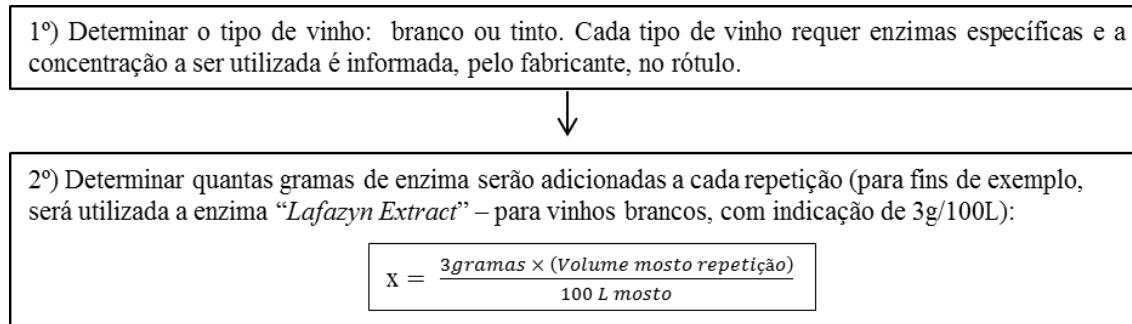 1º) Determinar o tipo de vinho: branco ou tinto. Cada tipo de vinho requer enzimas específicas e a
concentração a ser utilizada é informada, pelo fabricante, no rótulo.
2º) Determinar quantas gramas de enzima serão adicionadas a cada repetição (para fins de exemplo,
será utilizada a enzima “Lafazyn Extract” – para vinhos brancos, com indicação de 3g/100L):
X = 3gramas × (Volume mosto repetição)
100 L mosto